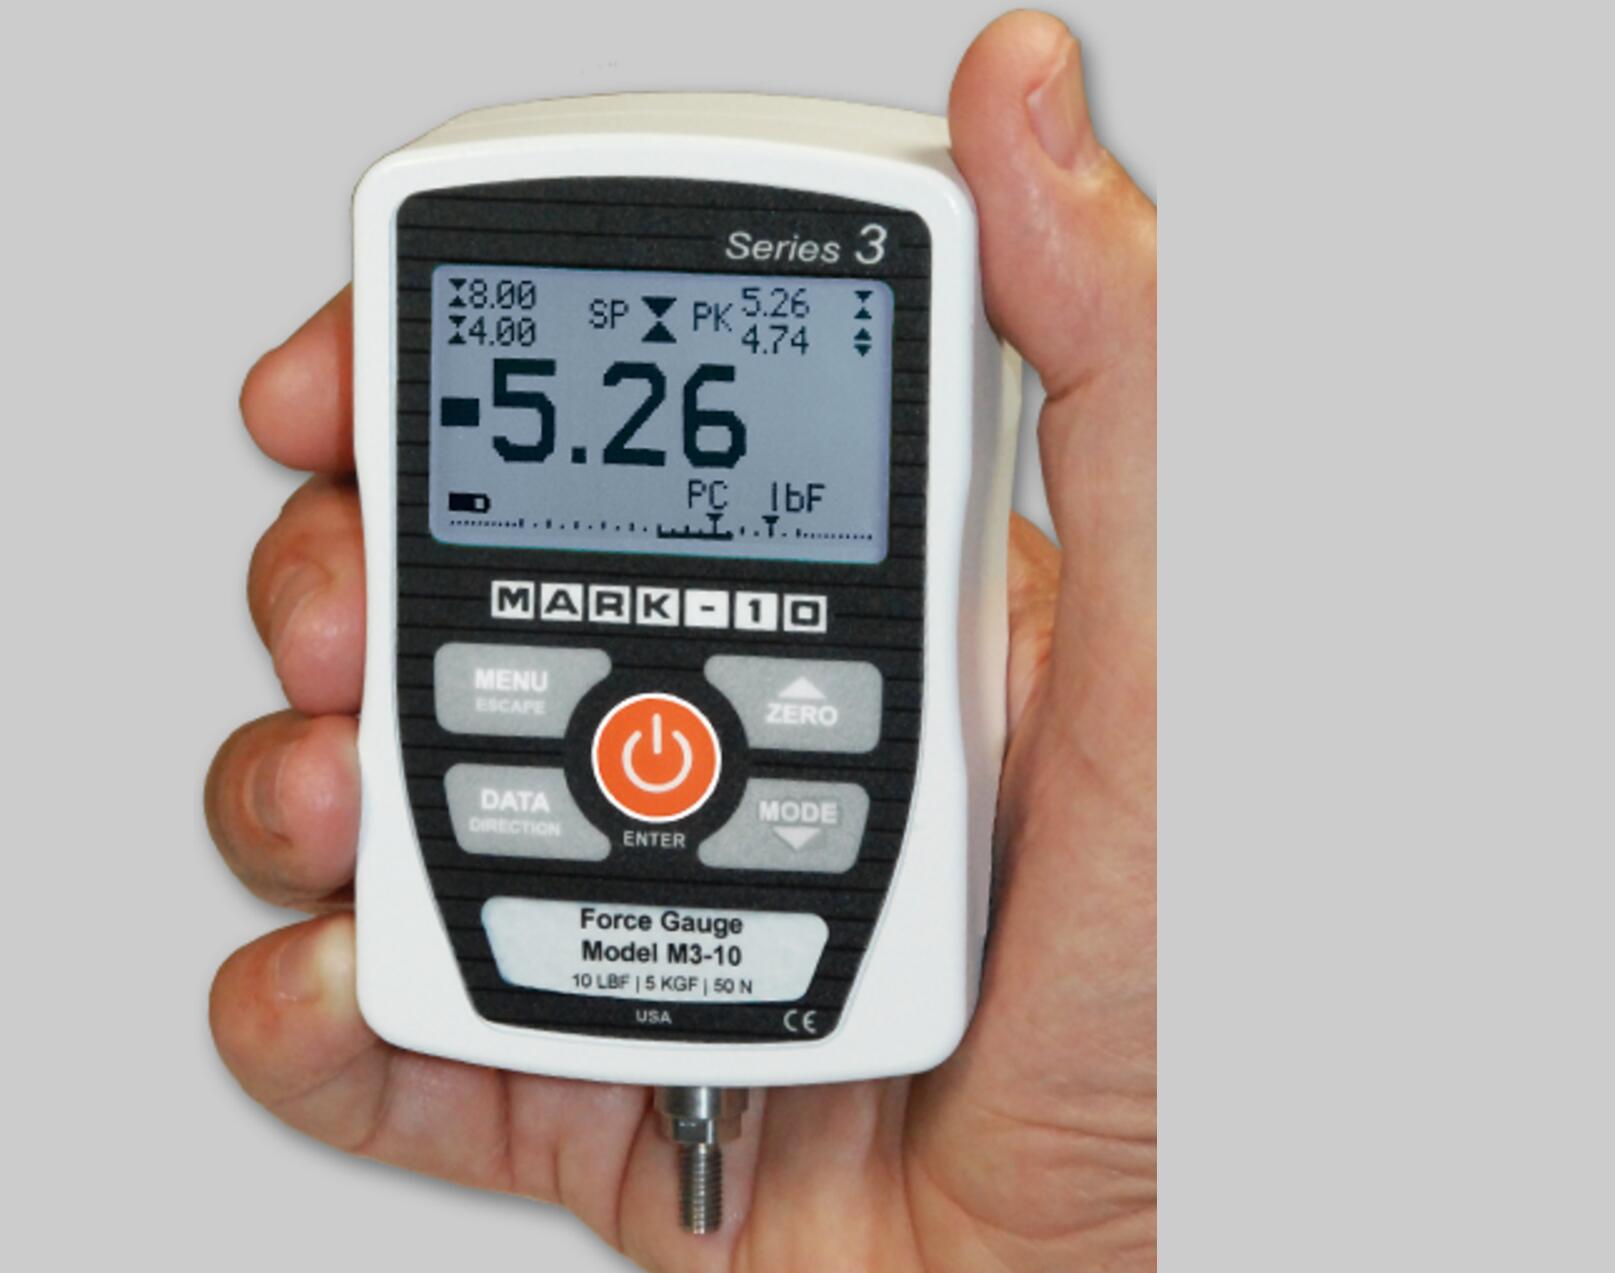 Series 3
8.00 SP PK 5.26
4.00 4.74
-5.26
PC lbF
MARK-10
MENU
ESCAPE
ZERO
DATA
DIRECTION
MODE
ENTER
Force Gauge
Model M3-10
10 LBF | 5 KGF | 50 N
USA CE